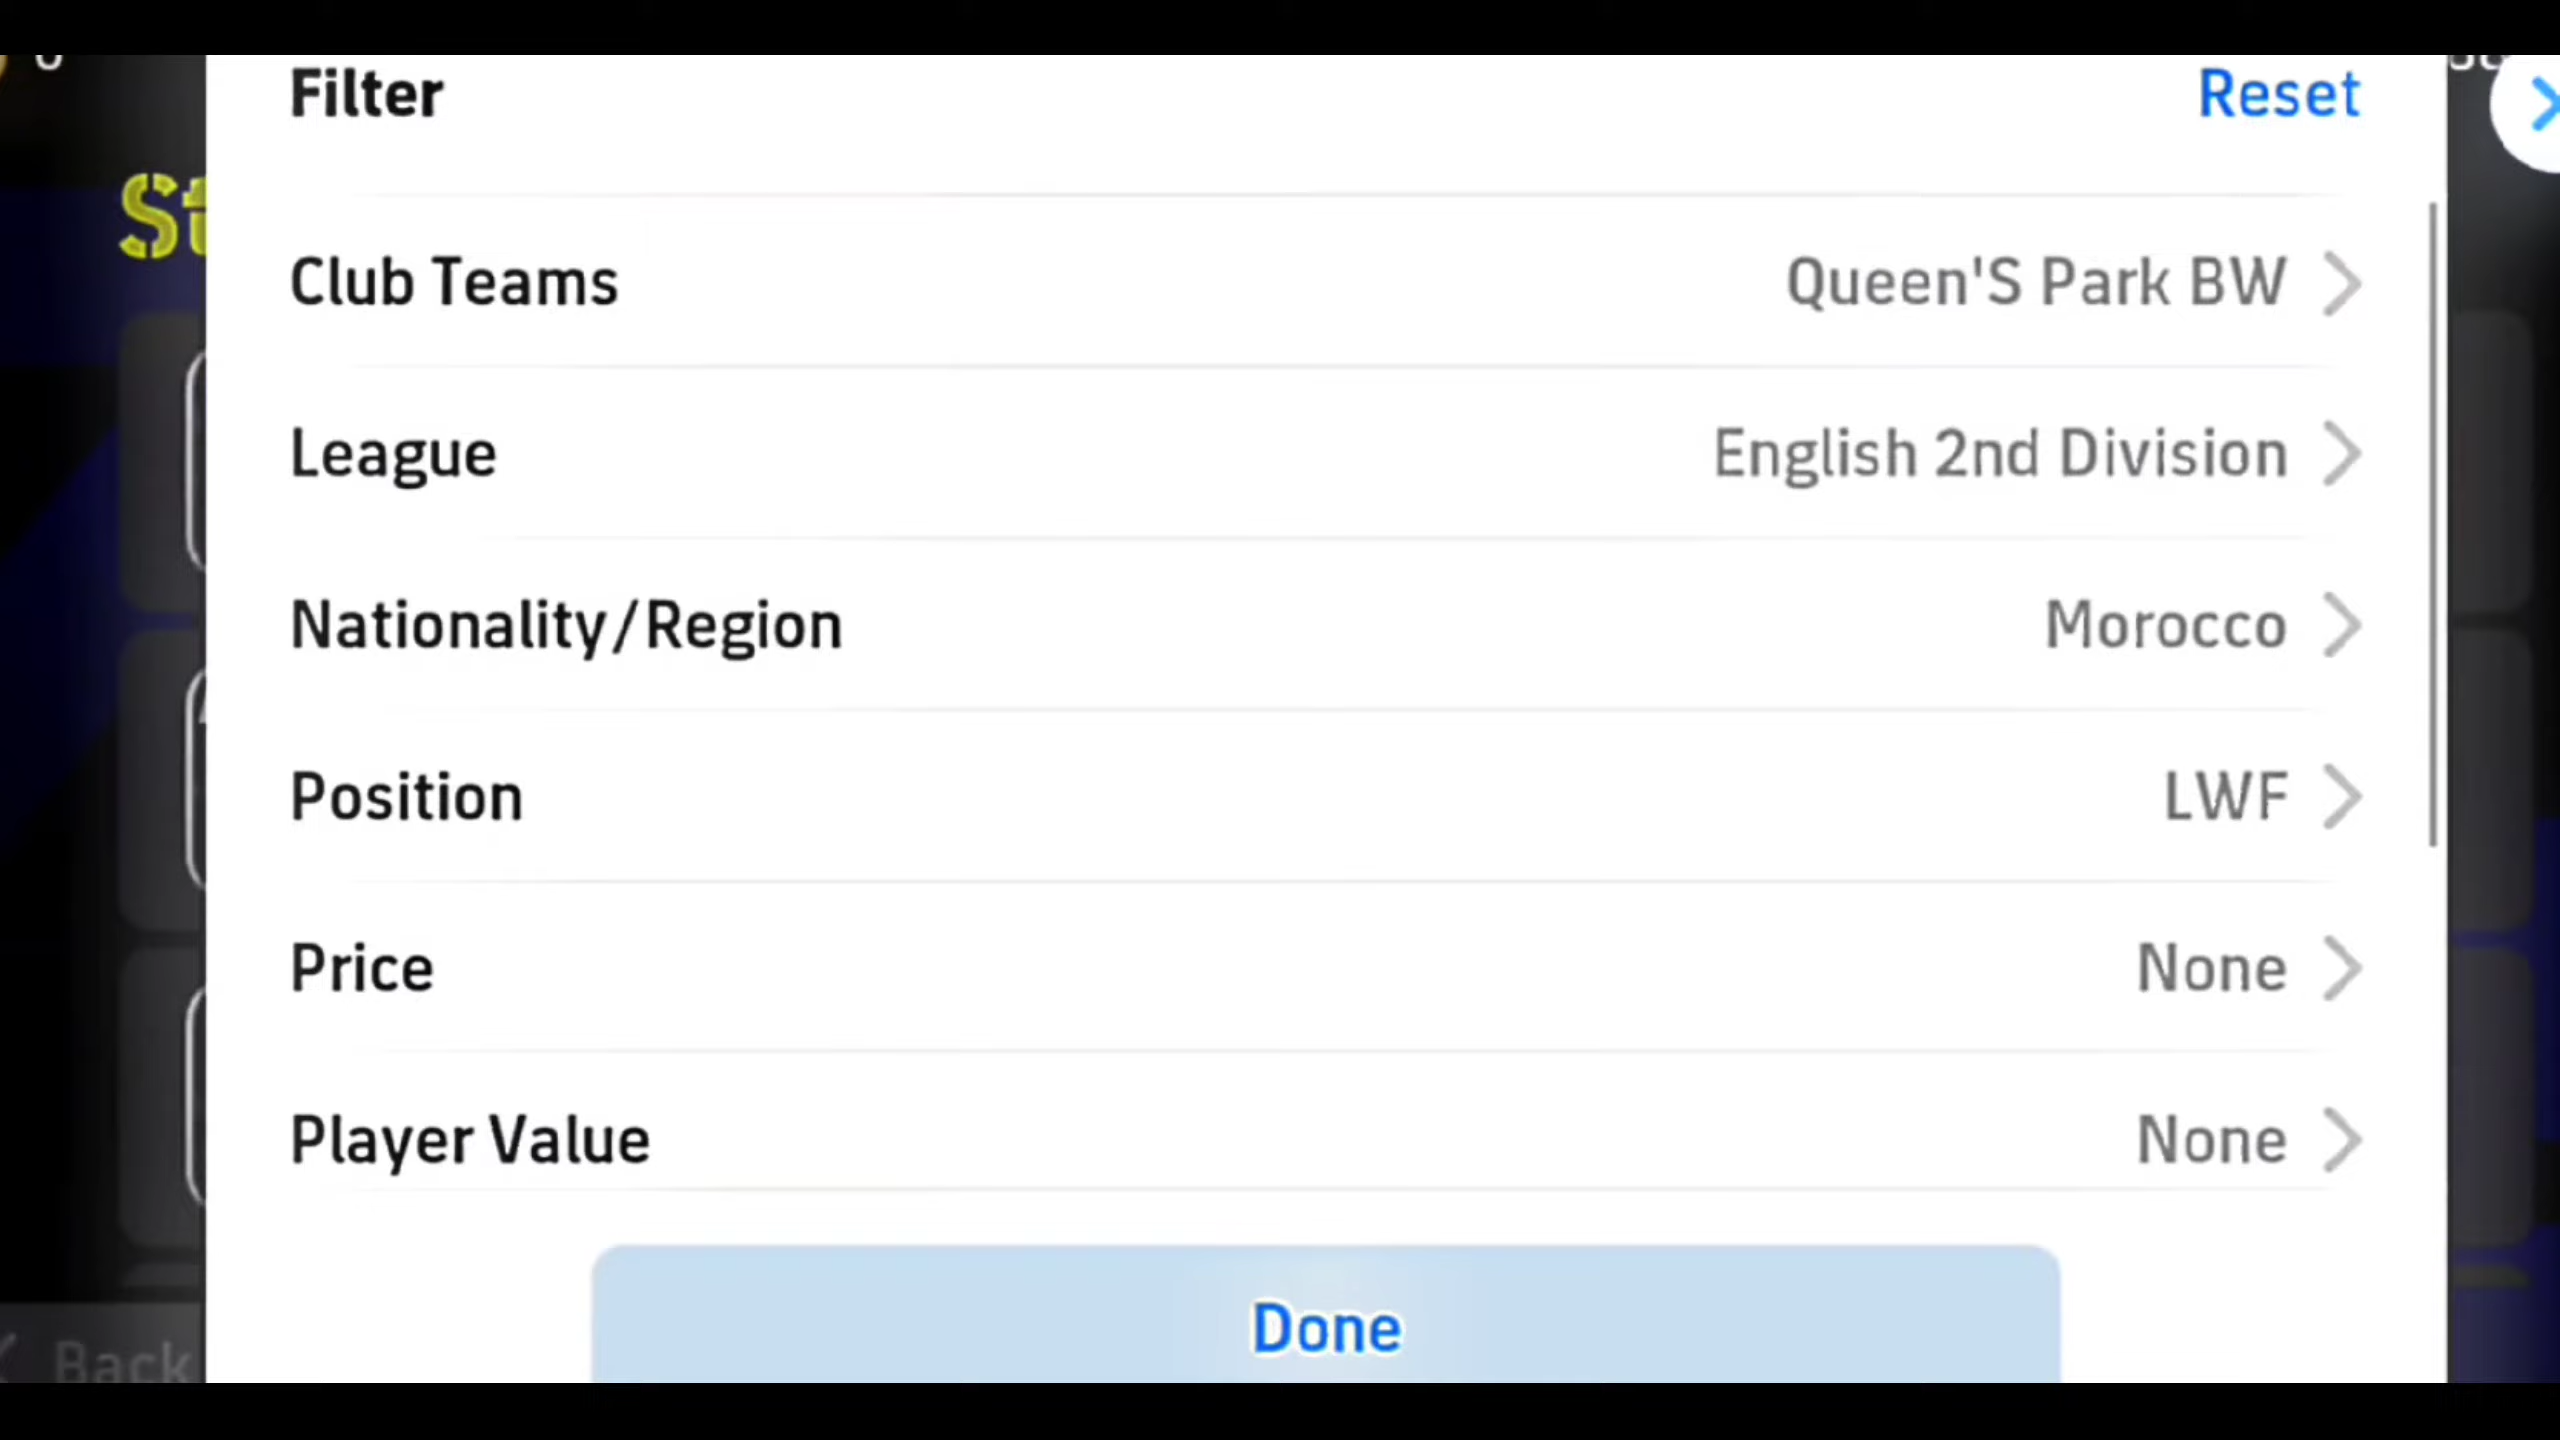 Filter
Reset
Club Teams
Queen'S Park BW
League
English 2nd Division
Nationality/Region
Morocco
Position
LWF
Price
None
Player Value
None
Done
Back